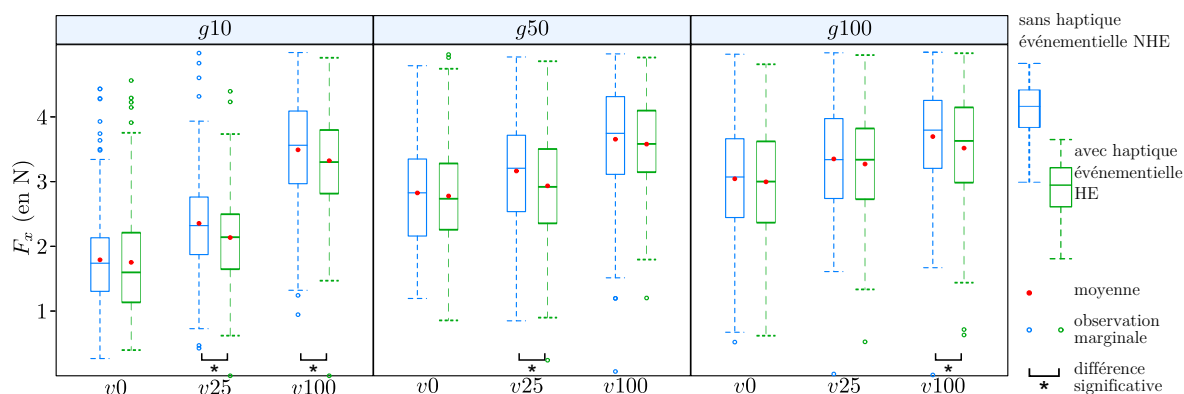 g10 g50 g100
sans haptique
événementielle NHE
4
3
2
1
F_x (en N)
avec haptique
événementielle
HE
moyenne
observation
marginale
différence
significative
*
* * * *
v0 v25 v100 v0 v25 v100 v0 v25 v100